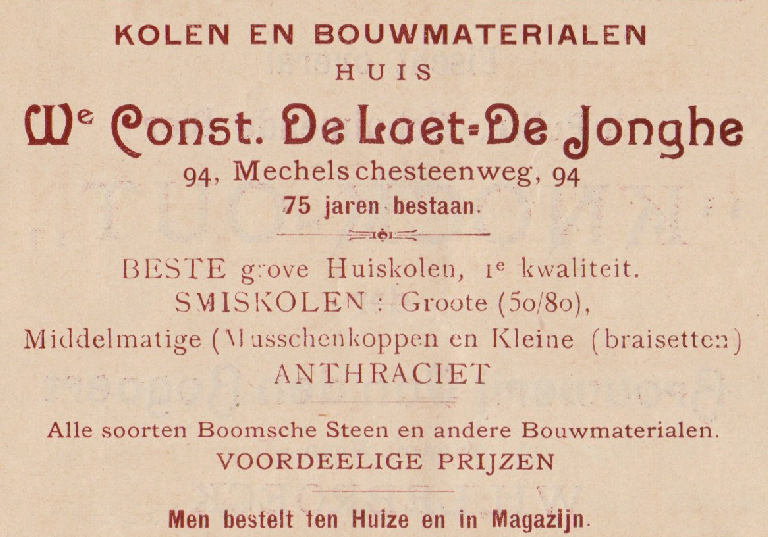 KOLEN EN BOUWMATERIALEN
HUIS
We Const. De Laet-De Jonghe
94, Mechelschesteenweg, 94
75 jaren bestaan.
BESTE grove Huiskolen, 1e kwaliteit.
SMISKOLEN : Groote (50/80),
Middelmatige (Musschenkoppen en Kleine (braisetten)
ANTHRACIET
Alle soorten Boomsche Steen en andere Bouwmaterialen.
VOORDEELIGE PRIJZEN
Men bestelt ten Huize en in Magazijn.